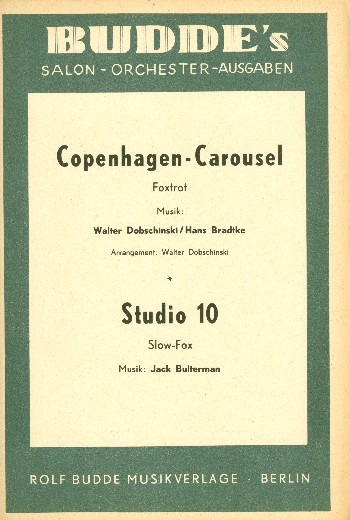 BUDDE's
SALON - ORCHESTER - AUSGABEN
Copenhagen-Carousel
Foxtrot
Musik:
Walter Dobschinski / Hans Bradtke
Arrangement: Walter Dobschinski
*
Studio 10
Slow-Fox
Musik: Jack Bulterman
ROLF BUDDE MUSIKVERLAGE · BERLIN